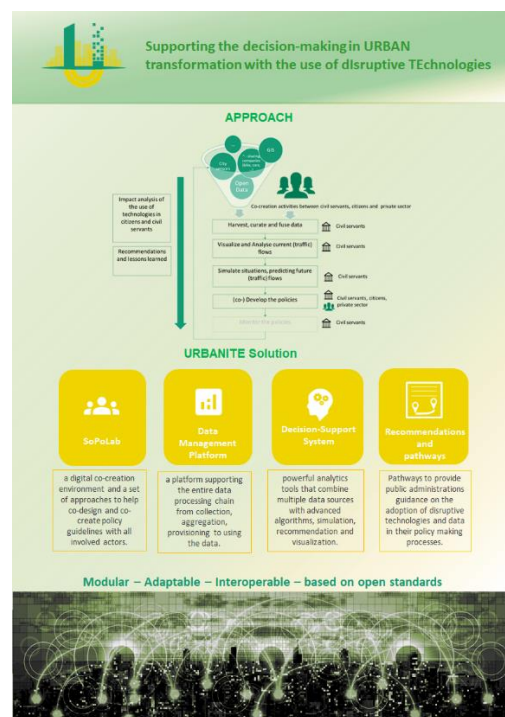 Supporting the decision-making in URBAN
transformation with the use of dIsruptive TEchnologies
APPROACH
...
GIS
City
Open
Data
Co-creation activities between civil servants, citizens and private sector
Impact analysis of
the use of
technologies in
citizens and civil
servants
Recommendations
and lessons learned
Harvest, curate and fuse data
Civil servants
Visualize and Analyse current (traffic)
flows
Civil servants
Simulate situations, predicting future
(traffic) flows
Civil servants
(co-) Develop the policies
Civil servants, citizens,
private sector
Civil servants
URBANITE Solution
SoPoLab
Data
Management
Platform
Decision-Support
System
Recommendations
and
pathways
a digital co-creation
environment and a set
of approaches to help
co-design and co-
create policy
guidelines with all
involved actors.
a platform supporting
the entire data
processing chain
from collection,
aggregation,
provisioning to using
the data.
powerful analytics
tools that combine
multiple data sources
with advanced
algorithms, simulation,
recommendation and
visualization.
Pathways to provide
public administrations
guidance on the
adoption of disruptive
technologies and data
in their policy making
processes.
Modular – Adaptable – Interoperable – based on open standards